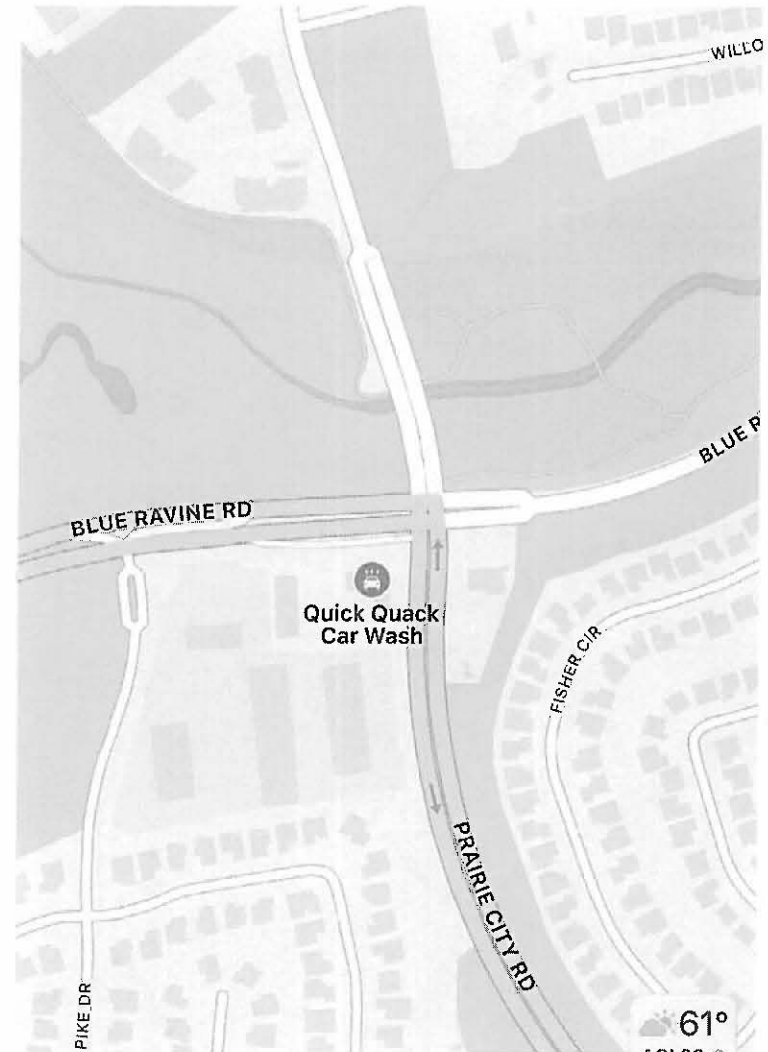 WILLO
BLUE R
BLUE RAVINE RD
Quick Quack
Car Wash
FISHER CIR
PRAIRIE CITY RD
PIKE DR
61°